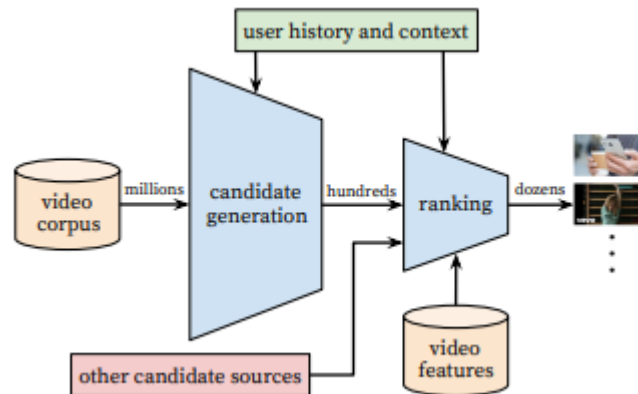 user history and context
video
corpus
millions
candidate
generation
hundreds
ranking
dozens
video
features
other candidate sources